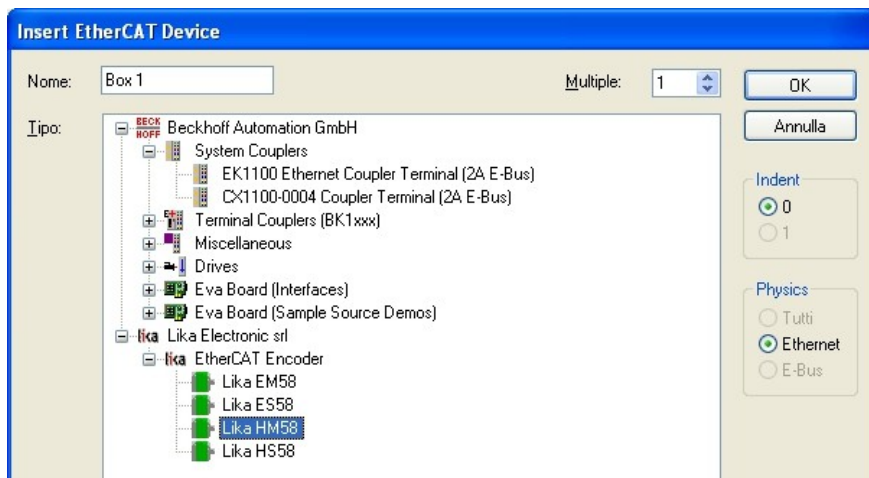 Insert EtherCAT Device
Nome: Box 1 Multiple: 1 OK
Tipo: BECKHOFF Beckhoff Automation GmbH Annulla
System Couplers
EK1100 Ethernet Coupler Terminal (2A E-Bus)
CX1100-0004 Coupler Terminal (2A E-Bus)
Terminal Couplers (BK1xxx)
Miscellaneous
Drives
Eva Board (Interfaces)
Eva Board (Sample Source Demos)
lika Lika Electronic srl
lika EtherCAT Encoder
Lika EM58
Lika ES58
Lika HM58
Lika HS58
Indent
0
1
Physics
Tutti
Ethernet
E-Bus